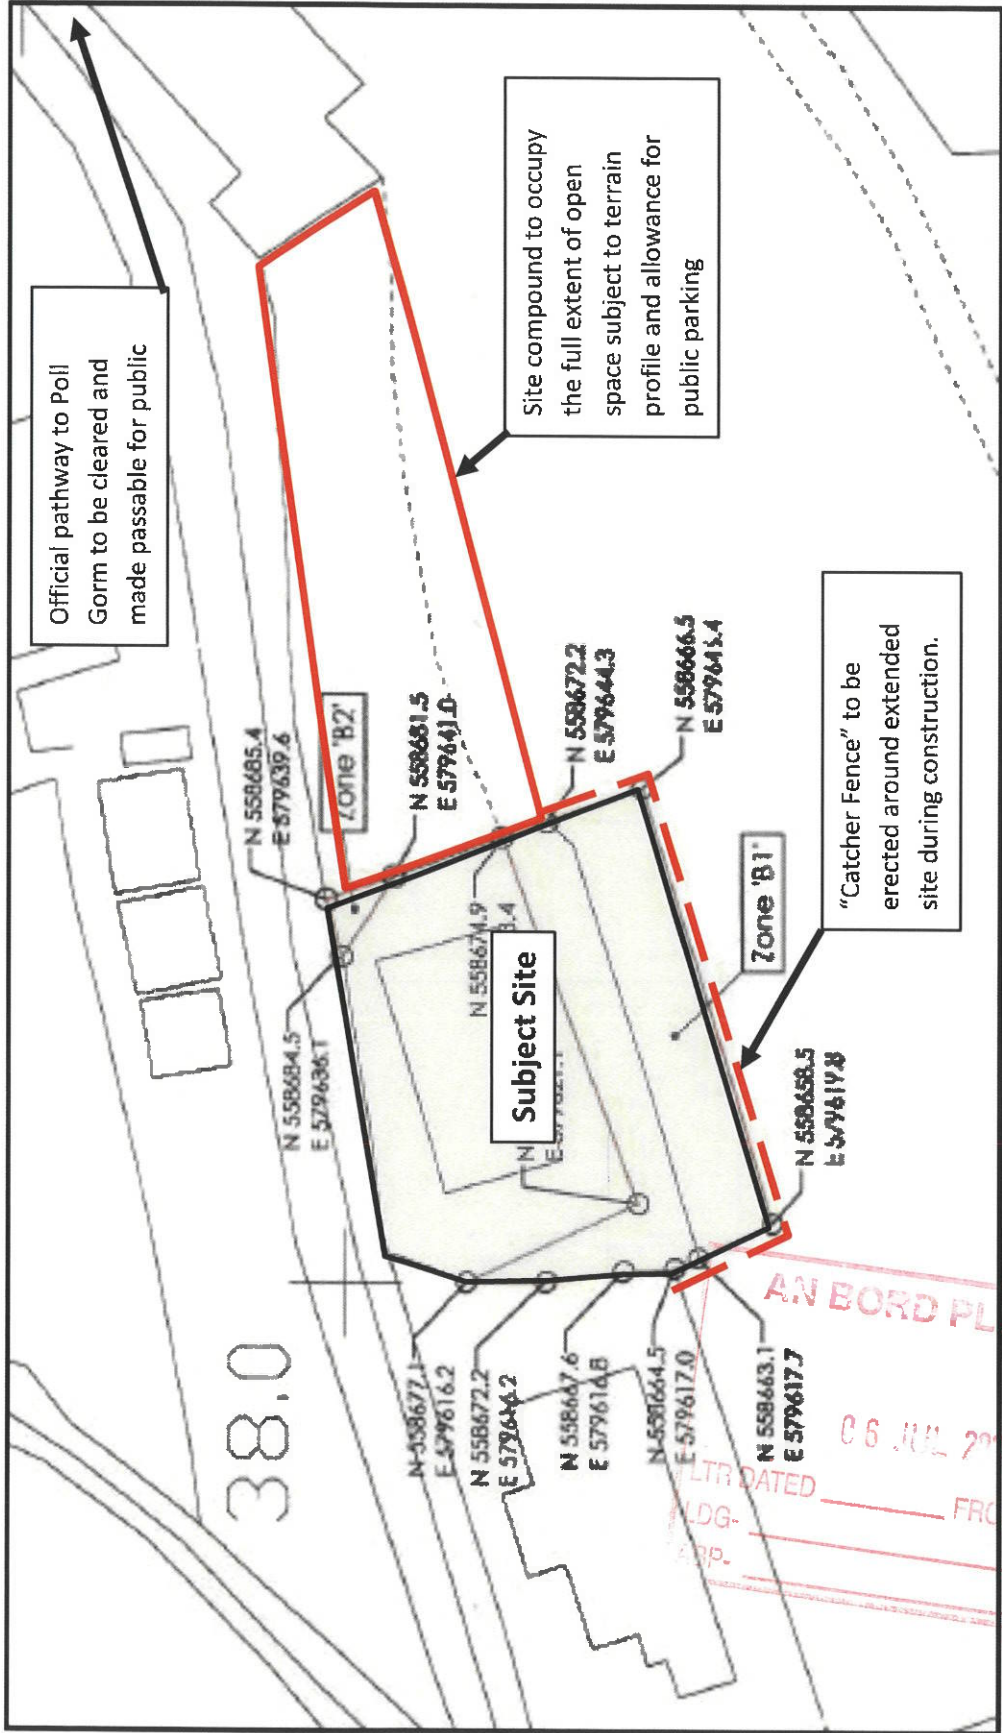 Official pathway to Poll
Gorm to be cleared and
made passable for public
Site compound to occupy
the full extent of open
space subject to terrain
profile and allowance for
public parking
"Catcher Fence" to be
erected around extended
site during construction.
Subject Site
Zone 'B2'
Zone 'B1'
38.0
N 558685.4
E 579639.6
N 558684.5
E 579636.1
N 558681.5
E 579641.0
N 558672.2
E 579644.3
N 558666.5
E 579645.4
N 558674.9
3.4
N
N 558677.1
E 579616.2
N 558672.2
E 579616.2
N 558667.6
E 579616.8
N 558664.5
E 579617.0
N 558663.1
E 579617.7
N 558658.5
E 579619.8
AN BORD PL
06 JUL
LTR DATED FRO
LDG-
ABP-